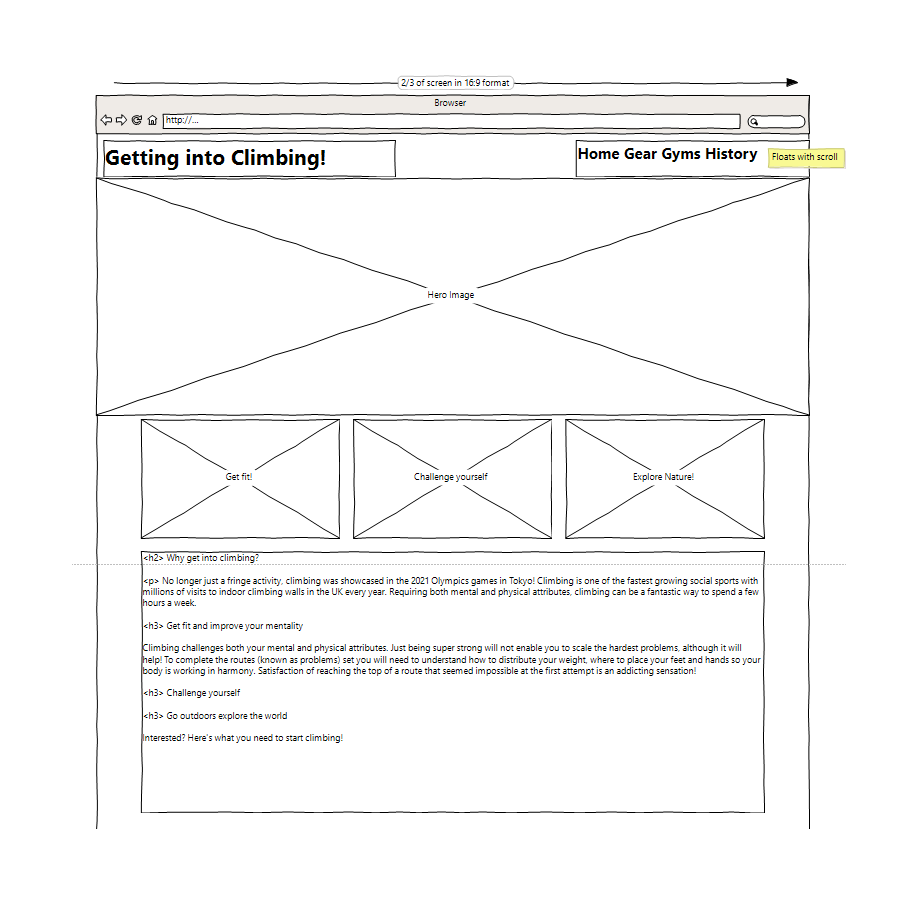 2/3 of screen in 16:9 format
Browser
http://...
Getting into Climbing!
Home Gear Gyms History
Floats with scroll
Hero Image
Get fit!
Challenge yourself
Explore Nature!
<h2> Why get into climbing?
<p> No longer just a fringe activity, climbing was showcased in the 2021 Olympics games in Tokyo! Climbing is one of the fastest growing social sports with
millions of visits to indoor climbing walls in the UK every year. Requiring both mental and physical attributes, climbing can be a fantastic way to spend a few
hours a week.
<h3> Get fit and improve your mentality
Climbing challenges both your mental and physical attributes. Just being super strong will not enable you to scale the hardest problems, although it will
help! To complete the routes (known as problems) set you will need to understand how to distribute your weight, where to place your feet and hands so your
body is working in harmony. Satisfaction of reaching the top of a route that seemed impossible at the first attempt is an addicting sensation!
<h3> Challenge yourself
<h3> Go outdoors explore the world
Interested? Here's what you need to start climbing!